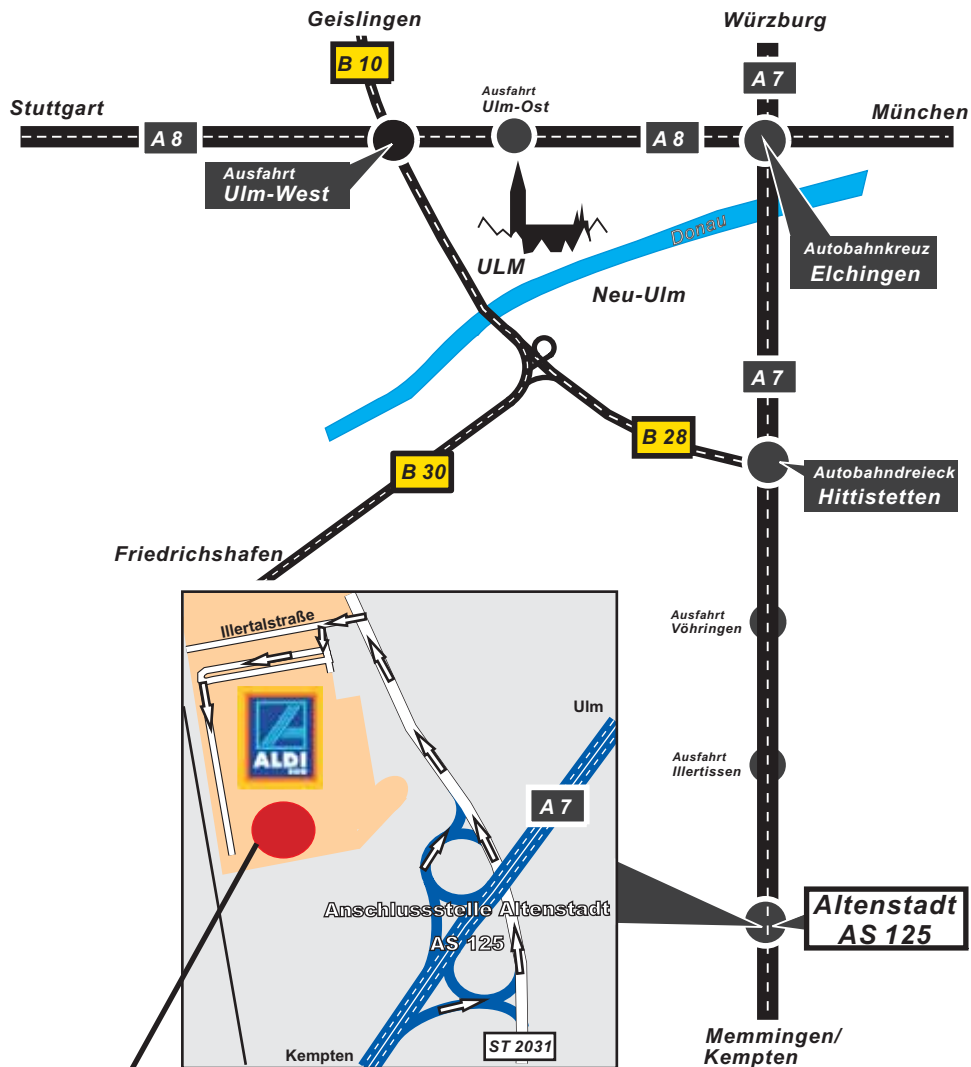 Geislingen
Würzburg
B 10
A 7
Stuttgart
Ausfahrt
Ulm-Ost
München
A 8
A 8
Ausfahrt
Ulm-West
Donau
Autobahnkreuz
Elchingen
ULM
Neu-Ulm
A 7
B 28
B 30
Autobahndreieck
Hittistetten
Friedrichshafen
Illertalstraße
Ausfahrt
Vöhringen
Ulm
ALDI
Ausfahrt
Illertissen
A 7
Anschlussstelle Altenstadt
AS 125
Altenstadt
AS 125
ST 2031
Kempten
Memmingen/
Kempten